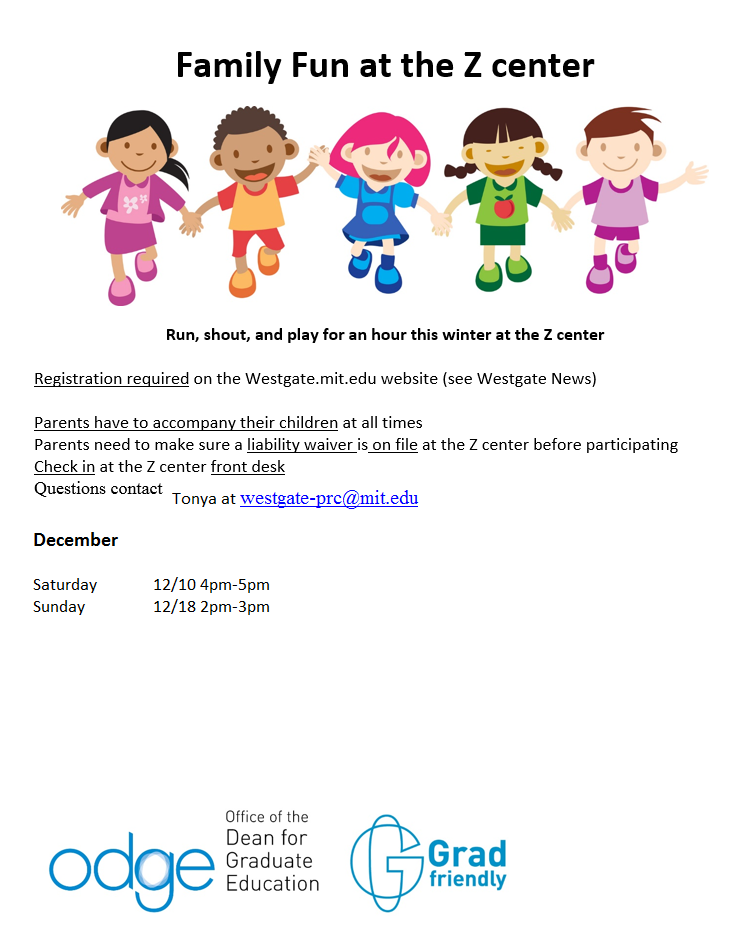 Family Fun at the Z center
Run, shout, and play for an hour this winter at the Z center
Registration required on the Westgate.mit.edu website (see Westgate News)
Parents have to accompany their children at all times
Parents need to make sure a liability waiver is on file at the Z center before participating
Check in at the Z center front desk
Questions contact Tonya at westgate-prc@mit.edu
December
Saturday 12/10 4pm-5pm
Sunday 12/18 2pm-3pm
odge
Office of the
Dean for
Graduate
Education
G
Grad
friendly